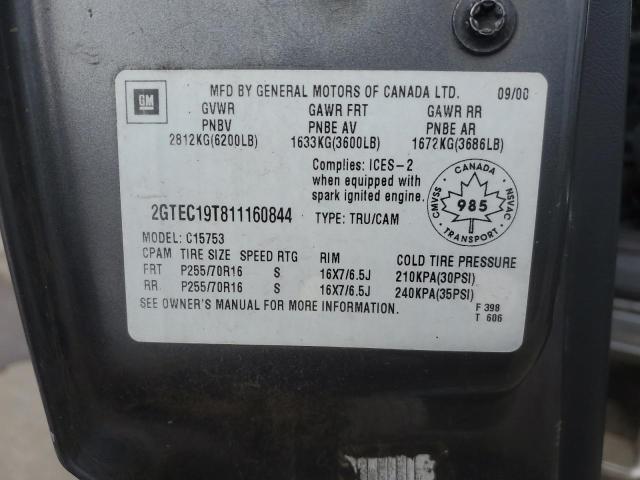 GM
MFD BY GENERAL MOTORS OF CANADA LTD. 09/00
GVWR GAWR FRT GAWR RR
PNBV PNBE AV PNBE AR
2812KG(6200LB) 1633KG(3600LB) 1672KG(3686LB)
Complies: ICES-2
when equipped with
spark ignited engine.
CANADA
CMVSS 985 NSVAC
TRANSPORT
2GTEC19T811160844 TYPE: TRU/CAM
MODEL: C15753
CPAM TIRE SIZE SPEED RTG RIM COLD TIRE PRESSURE
FRT P255/70R16 S 16X7/6.5J 210KPA(30PSI)
RR P255/70R16 S 16X7/6.5J 240KPA(35PSI)
SEE OWNER'S MANUAL FOR MORE INFORMATION.
F 398
T 606